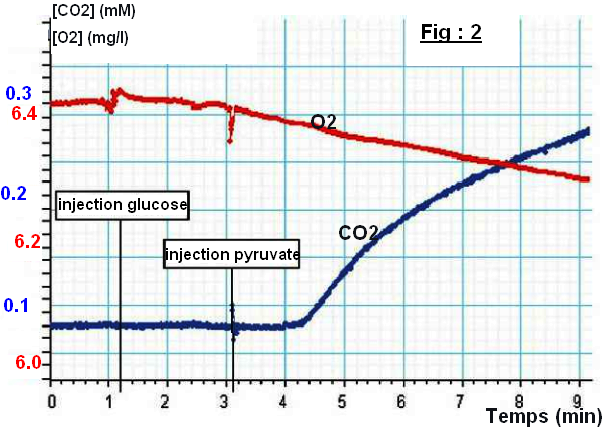 [CO2] (mM)
[O2] (mg/l)
Fig : 2
0.3
6.4
O2
0.2
injection glucose
6.2
CO2
injection pyruvate
0.1
6.0
0 1 2 3 4 5 6 7 8 9
Temps (min)